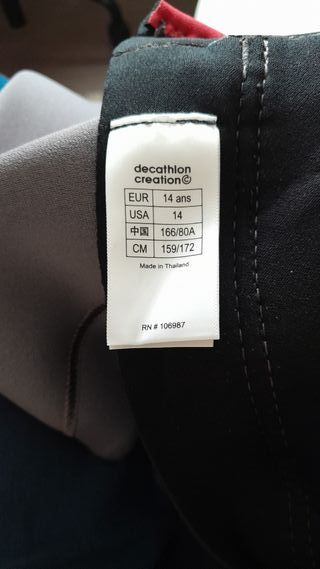 decathlon
creation©
EUR 14 ans
USA 14
中国 166/80A
CM 159/172
Made in Thailand
RN # 106987